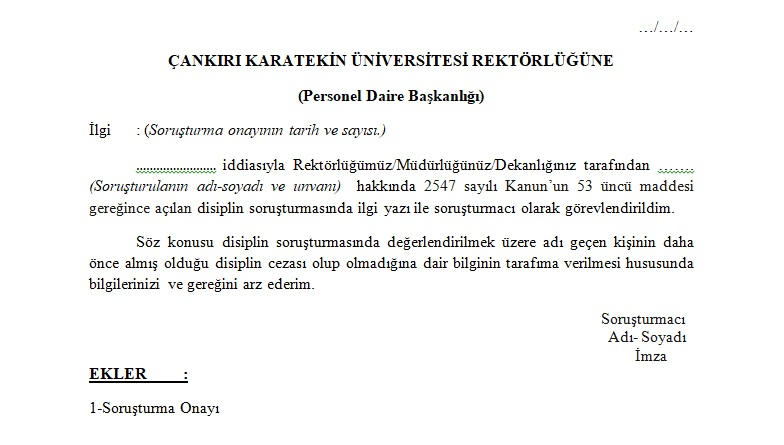 …/…/…
ÇANKIRI KARATEKİN ÜNİVERSİTESİ REKTÖRLÜĞÜNE
(Personel Daire Başkanlığı)
İlgi : (Soruşturma onayının tarih ve sayısı.)
........................ iddiasıyla Rektörlüğümüz/Müdürlüğünüz/Dekanlığınız tarafından …….
(Soruşturulanın adı-soyadı ve unvanı) hakkında 2547 sayılı Kanun’un 53 üncü maddesi
gereğince açılan disiplin soruşturmasında ilgi yazı ile soruşturmacı olarak görevlendirildim.
Söz konusu disiplin soruşturmasında değerlendirilmek üzere adı geçen kişinin daha
önce almış olduğu disiplin cezası olup olmadığına dair bilginin tarafıma verilmesi hususunda
bilgilerinizi ve gereğini arz ederim.
Soruşturmacı
Adı- Soyadı
İmza
EKLER :
1-Soruşturma Onayı